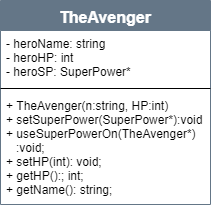 TheAvenger
- heroName: string
- heroHP: int
- heroSP: SuperPower*
+ TheAvenger(n:string, HP:int)
+ setSuperPower(SuperPower*):void
+ useSuperPowerOn(TheAvenger*)
:void;
+ setHP(int): void;
+ getHP():; int;
+ getName(): string;